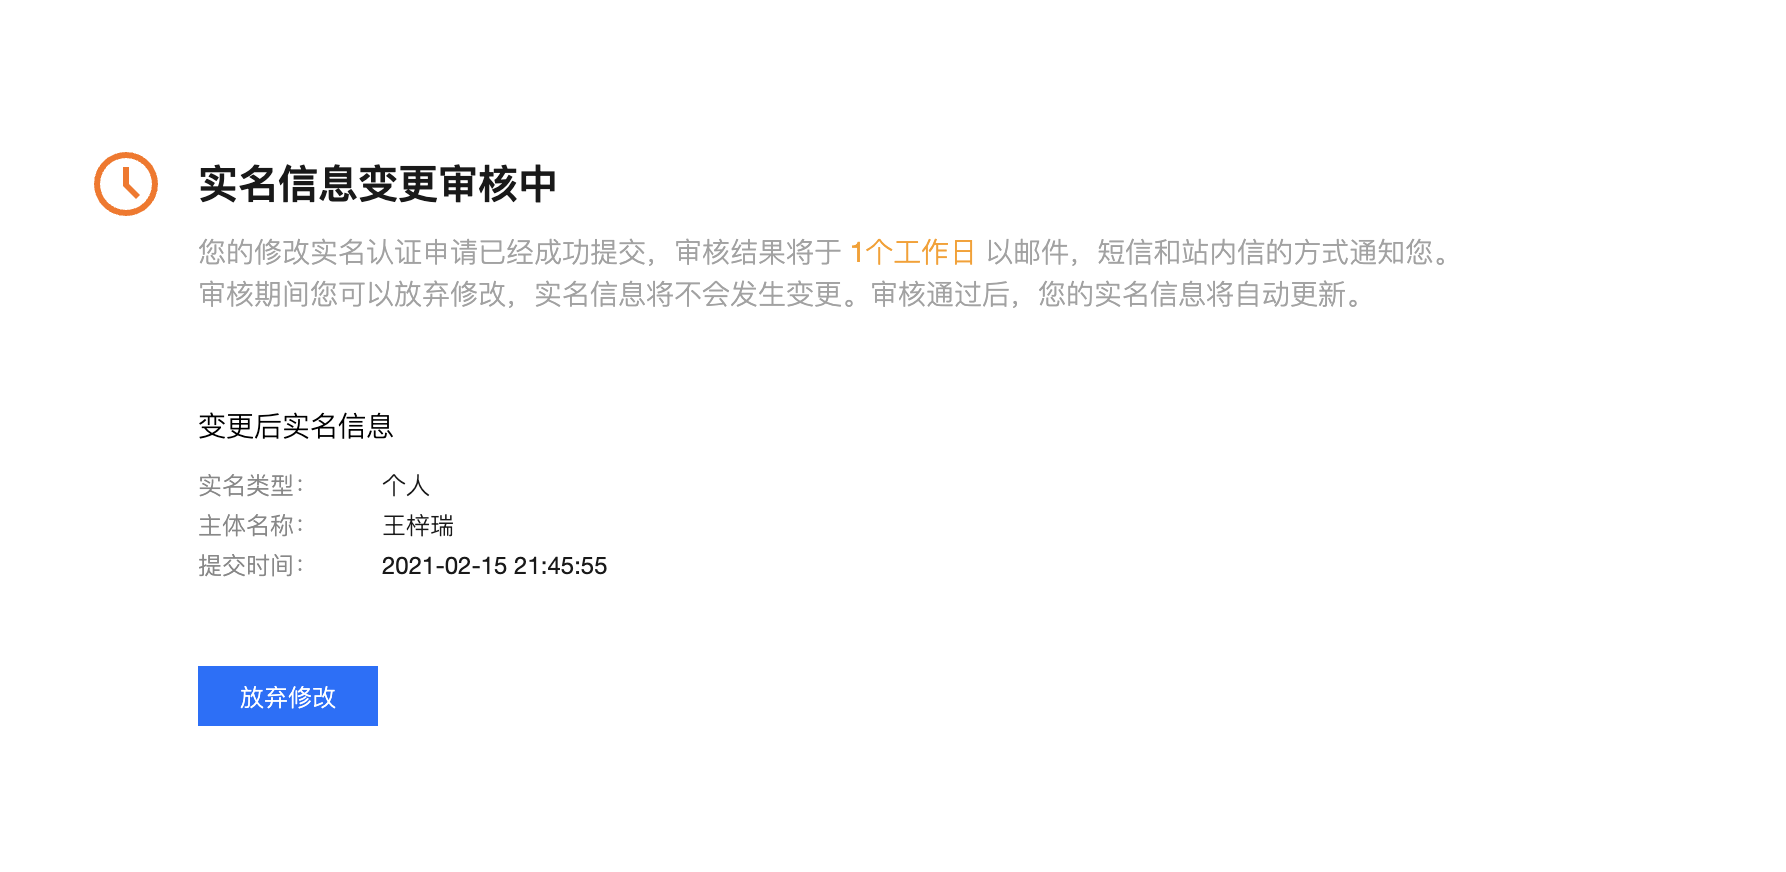 实名信息变更审核中
您的修改实名认证申请已经成功提交，审核结果将于 1个工作日 以邮件，短信和站内信的方式通知您。
审核期间您可以放弃修改，实名信息将不会发生变更。审核通过后，您的实名信息将自动更新。
变更后实名信息
实名类型： 个人
主体名称： 王梓瑞
提交时间： 2021-02-15 21:45:55
放弃修改